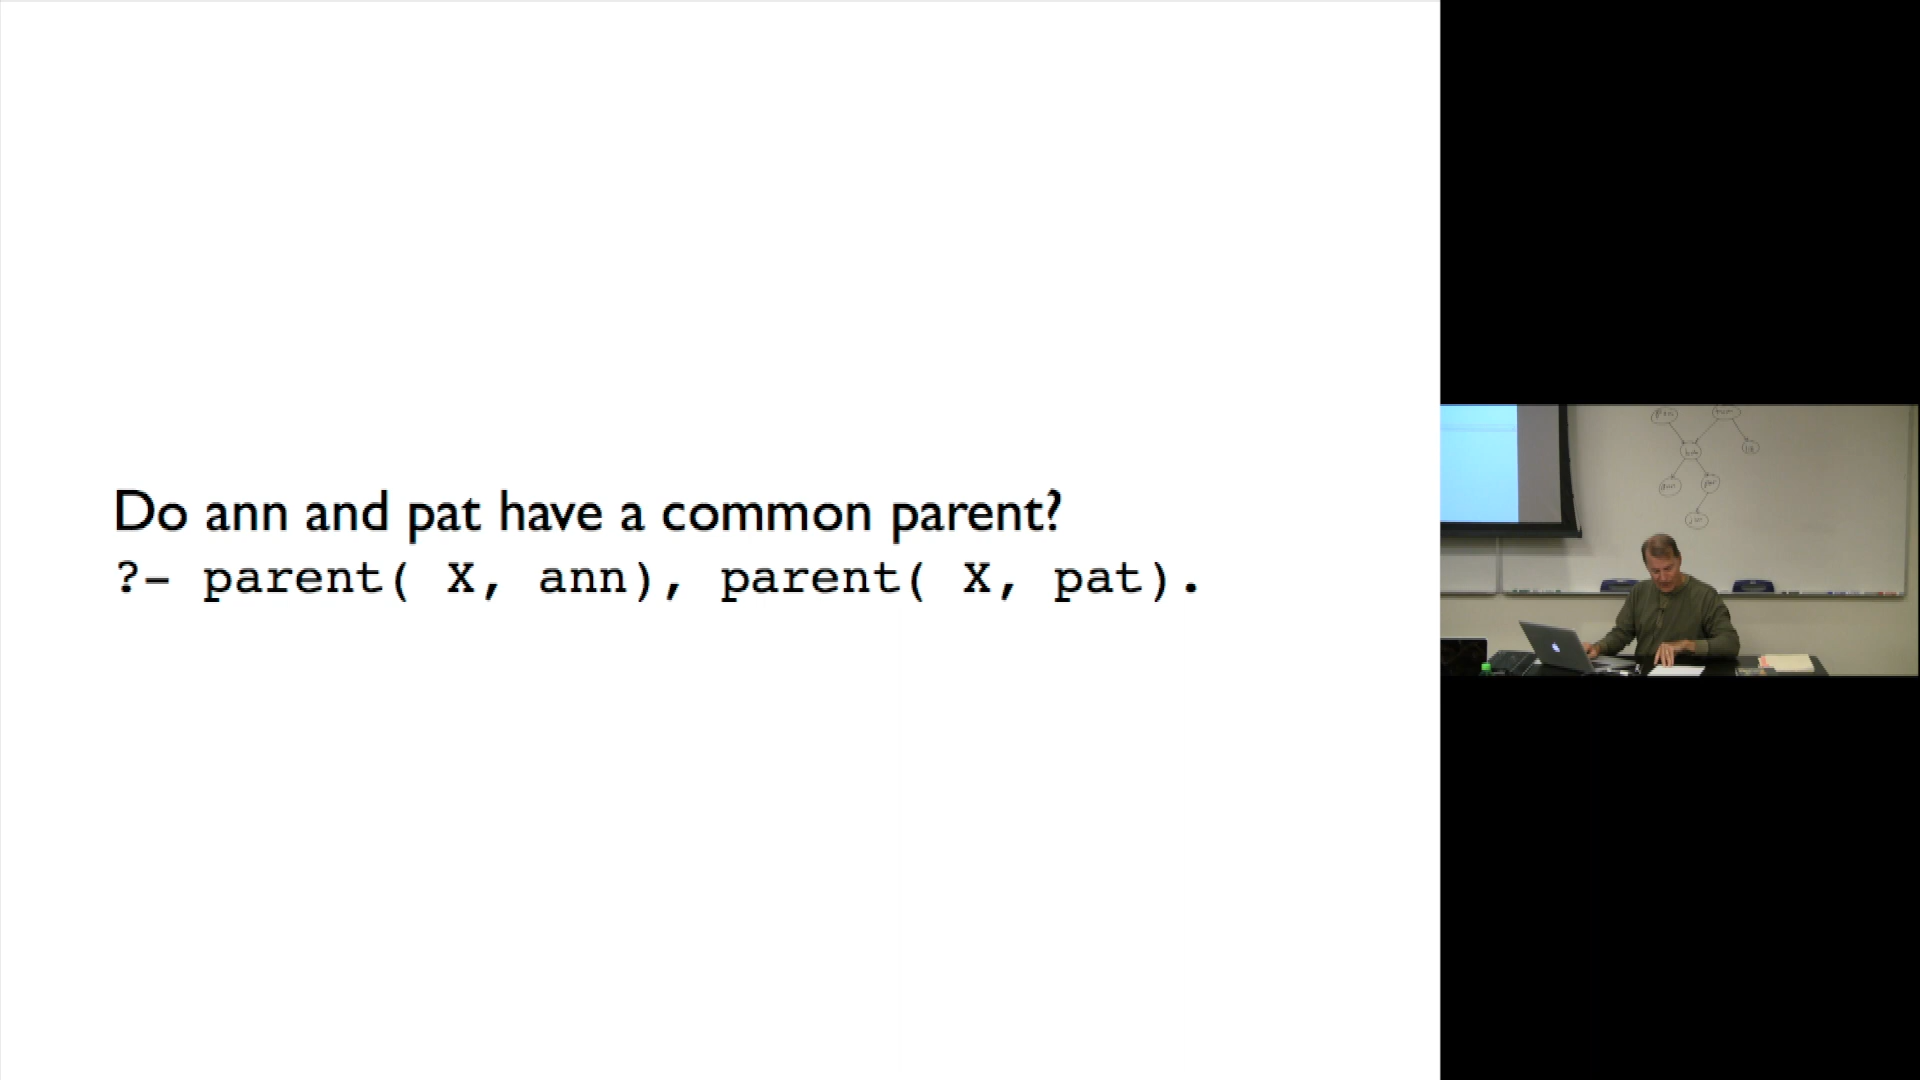 Do ann and pat have a common parent?
?- parent( X, ann), parent( X, pat).